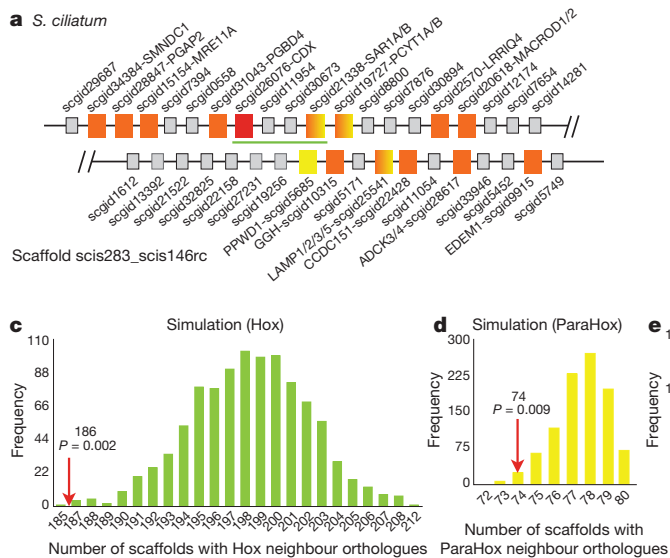 a S. ciliatum
scgid29687
scgid34384-SMNDC1
scgid28847-PGAP2
scgid15154-MRE11A
scgid7394
scgid0558
scgid31043-PGBD4
scgid26076-CDX
scgid11954
scgid30673
scgid21338-SAR1A/B
scgid19727-PCYT1A/B
scgid8800
scgid7876
scgid30894
scgid2570-LRRIQ4
scgid20618-MACROD1/2
scgid12174
scgid7654
scgid14281
scgid1612
scgid13392
scgid21522
scgid32825
scgid22158
scgid27231
scgid19256
PPWD1-scgid5685
GGH-scgid10315
scgid5171
LAMP1/2/3/5-scgid25541
CCDC151-scgid22428
scgid11054
ADCK3/4-scgid28617
scgid33946
scgid5452
EDEM1-scgid9915
scgid5749
Scaffold scis283_scis146rc
c Simulation (Hox)
Frequency
110
88
66
44
22
0
186
P = 0.002
185 187 188 189 190 191 192 193 194 195 196 197 198 199 200 201 202 203 204 205 206 207 208 212
Number of scaffolds with Hox neighbour orthologues
d Simulation (ParaHox)
Frequency
300
225
150
75
0
74
P = 0.009
72 73 74 75 76 77 78 79 80
Number of scaffolds with
ParaHox neighbour orthologues
e
1
1
Frequency